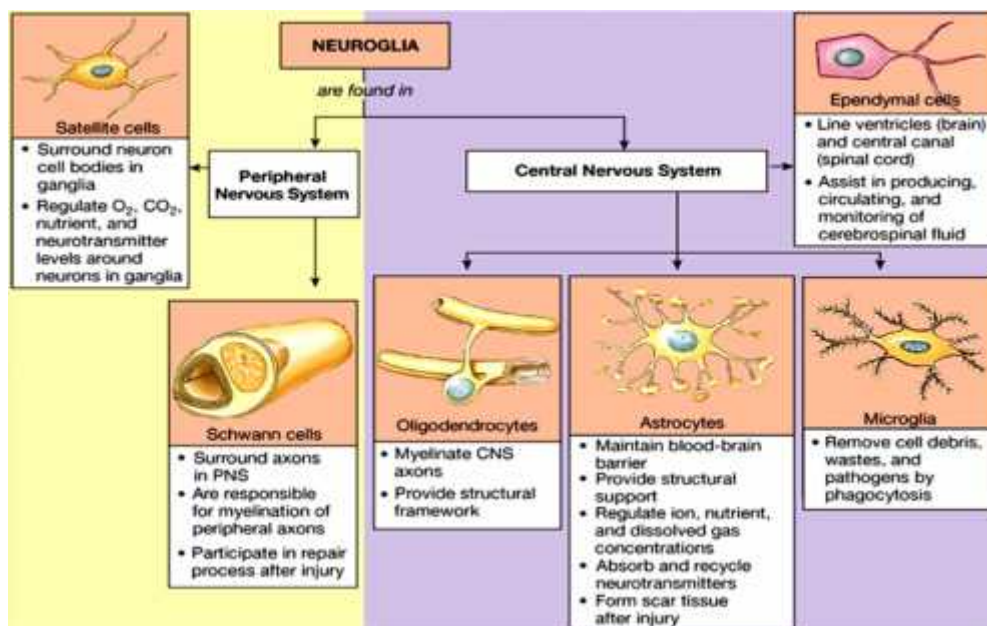 NEUROGLIA
are found in
Satellite cells
• Surround neuron
cell bodies in
ganglia
• Regulate O₂, CO₂,
nutrient, and
neurotransmitter
levels around
neurons in ganglia
Peripheral
Nervous System
Central Nervous System
Ependymal cells
• Line ventricles (brain)
and central canal
(spinal cord)
• Assist in producing,
circulating, and
monitoring of
cerebrospinal fluid
Schwann cells
• Surround axons
in PNS
• Are responsible
for myelination of
peripheral axons
• Participate in repair
process after injury
Oligodendrocytes
• Myelinate CNS
axons
• Provide structural
framework
Astrocytes
• Maintain blood-brain
barrier
• Provide structural
support
• Regulate ion, nutrient,
and dissolved gas
concentrations
• Absorb and recycle
neurotransmitters
• Form scar tissue
after injury
Microglia
• Remove cell debris,
wastes, and
pathogens by
phagocytosis